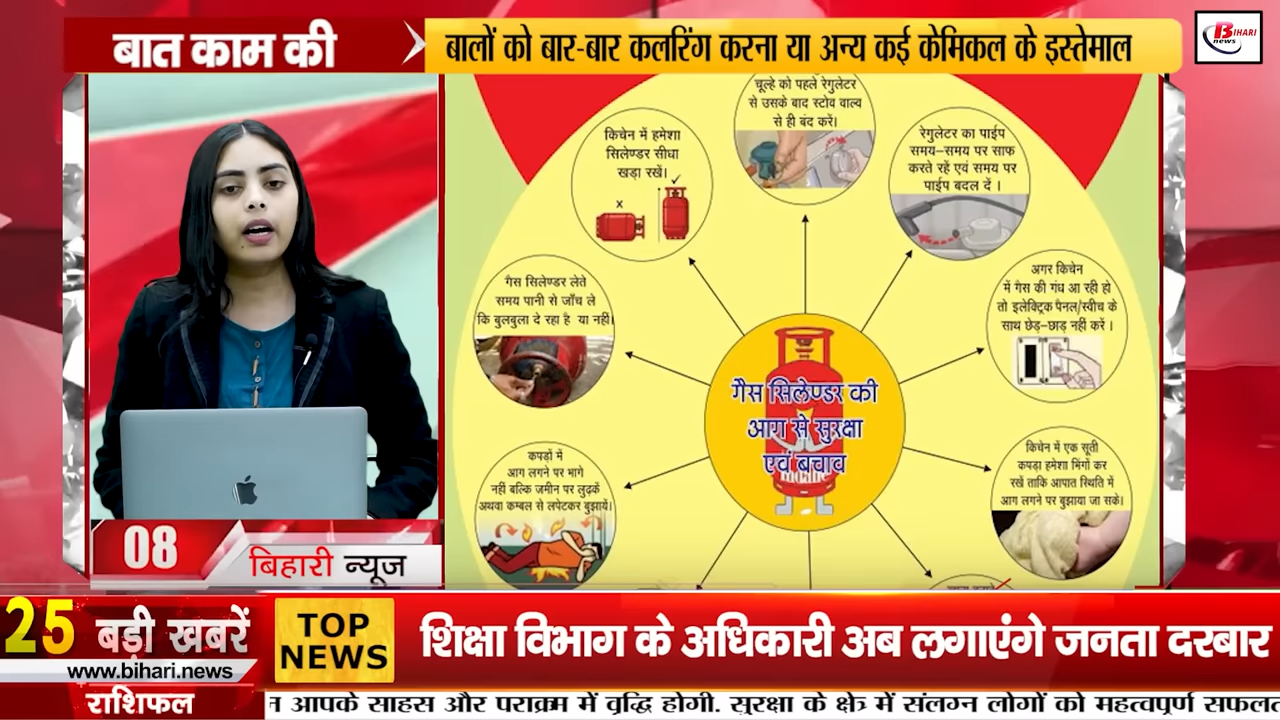 बात काम की
बालों को बार-बार कलरिंग करना या अन्य कई केमिकल के इस्तेमाल
BIHARI
news
चूल्हे को पहले रेगुलेटर
से उसके बाद स्टोव वाल्व
से ही बंद करें।
किचेन में हमेशा
सिलेण्डर सीधा
खड़ा रखें।
x
रेगुलेटर का पाईप
समय–समय पर साफ
करते रहें एवं समय पर
पाईप बदल दें ।
गैस सिलेण्डर लेते
समय पानी से जाँच ले
कि बुलबुला दे रहा है या नहीं।
अगर किचेन
में गैस की गंध आ रही हो
तो इलेक्ट्रिक पैनल/स्वीच के
साथ छेड़–छाड़ नहीं करें ।
गैस सिलेण्डर की
आग से सुरक्षा
एवं बचाव
कपडों में
आग लगने पर भागे
नहीं बल्कि जमीन पर लुढ़कें
अथवा कम्बल से लपेटकर बुझायें।
किचेन में एक सूती
कपड़ा हमेशा भिंगों कर
रखें ताकि आपात स्थिति में
आग लगने पर बुझाया जा सके।
08
बिहारी न्यूज
25 बड़ी खबरें
www.bihari.news
TOP
NEWS
शिक्षा विभाग के अधिकारी अब लगाएंगे जनता दरबार
राशिफल
न आपके साहस और पराक्रम में वृद्धि होगी. सुरक्षा के क्षेत्र में संलग्न लोगों को महत्वपूर्ण सफलत